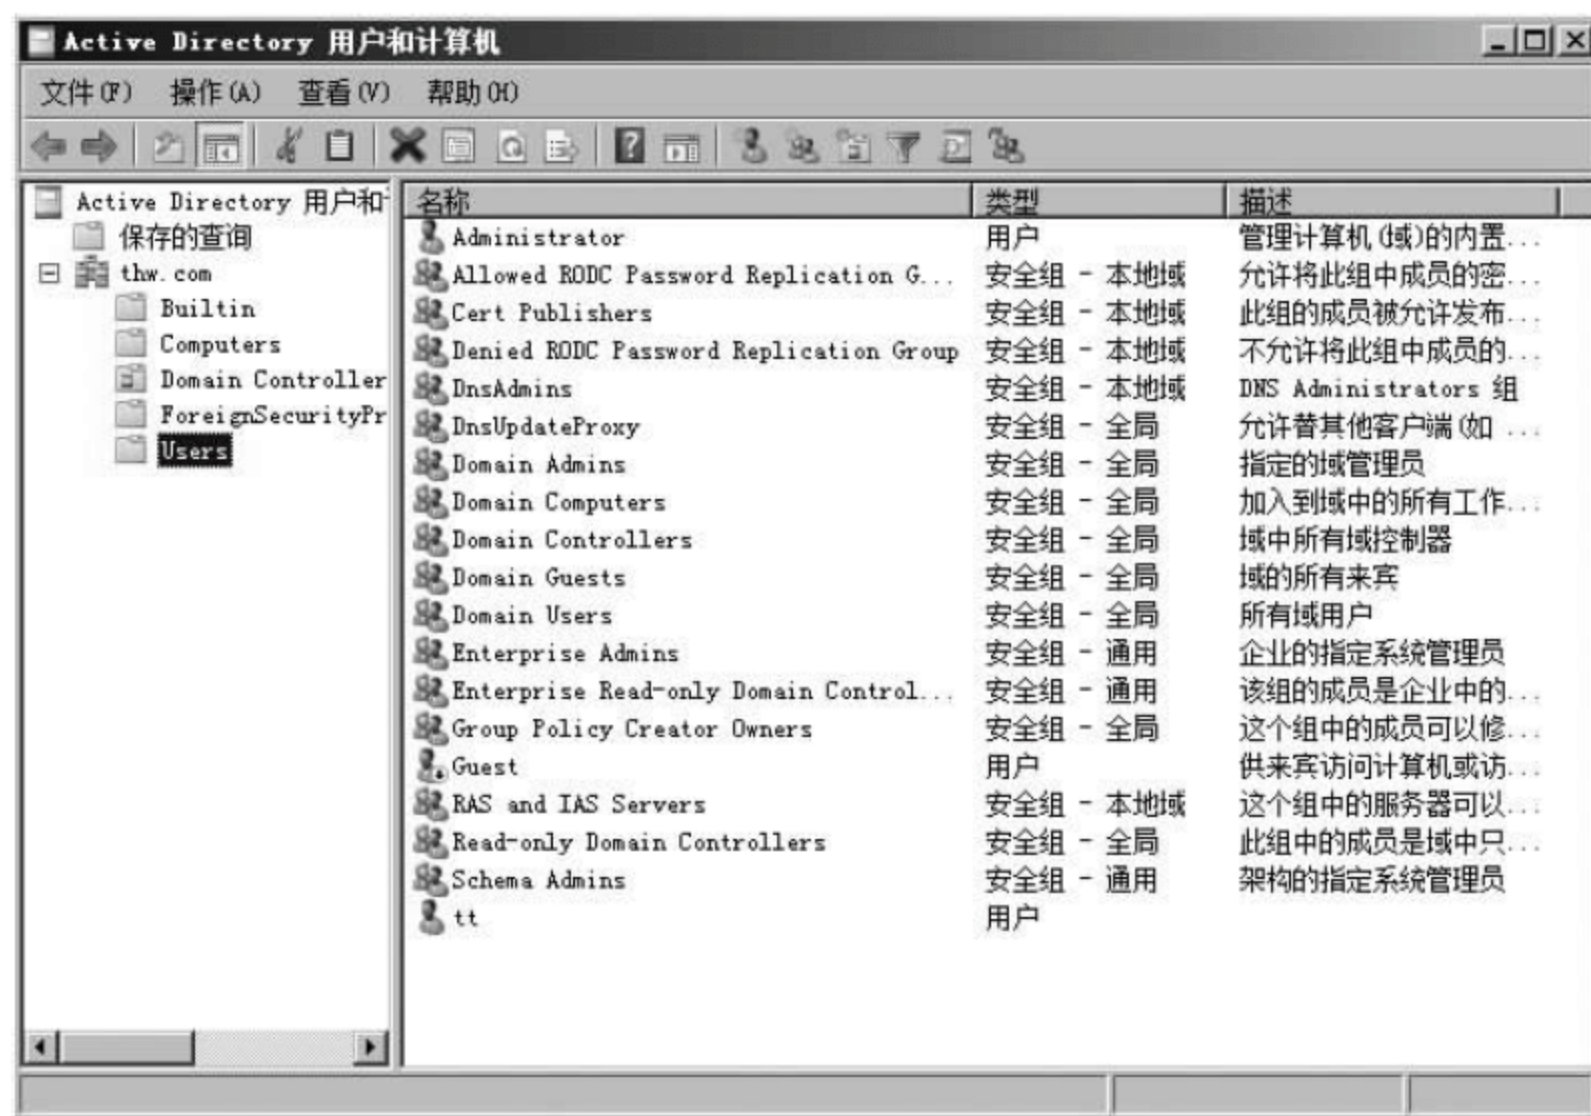 Active Directory 用户和计算机
文件(F) 操作(A) 查看(V) 帮助(H)
Active Directory 用户和
保存的查询
thw.com
Builtin
Computers
Domain Controller
ForeignSecurityPr
Users
名称 类型 描述
Administrator 用户 管理计算机(域)的内置...
Allowed RODC Password Replication G... 安全组 - 本地域 允许将此组中成员的密...
Cert Publishers 安全组 - 本地域 此组的成员被允许发布...
Denied RODC Password Replication Group 安全组 - 本地域 不允许将此组中成员的...
DnsAdmins 安全组 - 本地域 DNS Administrators 组
DnsUpdateProxy 安全组 - 全局 允许替其他客户端(如 ...
Domain Admins 安全组 - 全局 指定的域管理员
Domain Computers 安全组 - 全局 加入到域中的所有工作...
Domain Controllers 安全组 - 全局 域中所有域控制器
Domain Guests 安全组 - 全局 域的所有来宾
Domain Users 安全组 - 全局 所有域用户
Enterprise Admins 安全组 - 通用 企业的指定系统管理员
Enterprise Read-only Domain Control... 安全组 - 通用 该组的成员是企业中的...
Group Policy Creator Owners 安全组 - 全局 这个组中的成员可以修...
Guest 用户 供来宾访问计算机或访...
RAS and IAS Servers 安全组 - 本地域 这个组中的服务器可以...
Read-only Domain Controllers 安全组 - 全局 此组中的成员是域中只...
Schema Admins 安全组 - 通用 架构的指定系统管理员
tt 用户